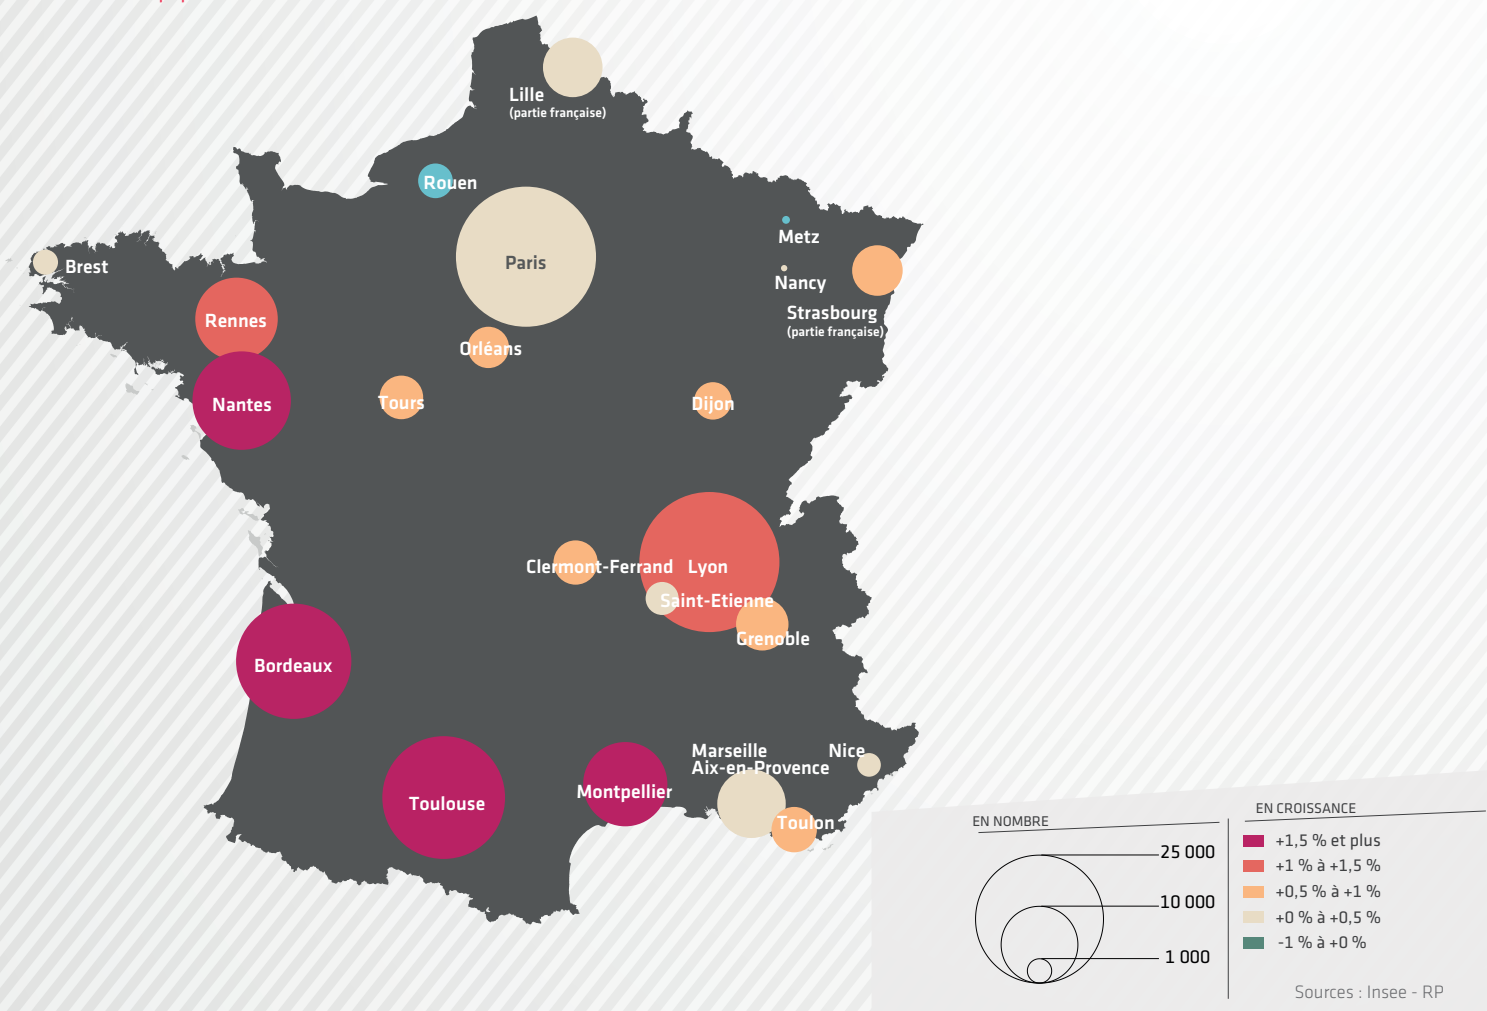 Lille
(partie française)
Rouen
Metz
Paris
Brest
Nancy
Strasbourg
(partie française)
Rennes
Orléans
Nantes
Tours
Dijon
Clermont-Ferrand
Lyon
Saint-Etienne
Grenoble
Bordeaux
Marseille
Aix-en-Provence
Nice
Toulouse
Montpellier
Toulon
EN NOMBRE
25 000
10 000
1 000
EN CROISSANCE
+1,5 % et plus
+1 % à +1,5 %
+0,5 % à +1 %
+0 % à +0,5 %
-1 % à +0 %
Sources : Insee - RP